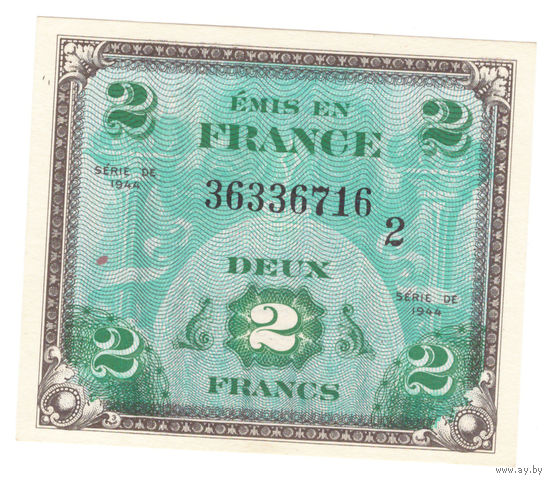 2 ÉMIS EN 2
FRANCE
SÉRIE DE
1944
36336716
2
DEUX
SÉRIE DE
1944
2 2 2
FRANCS
www.ay.by